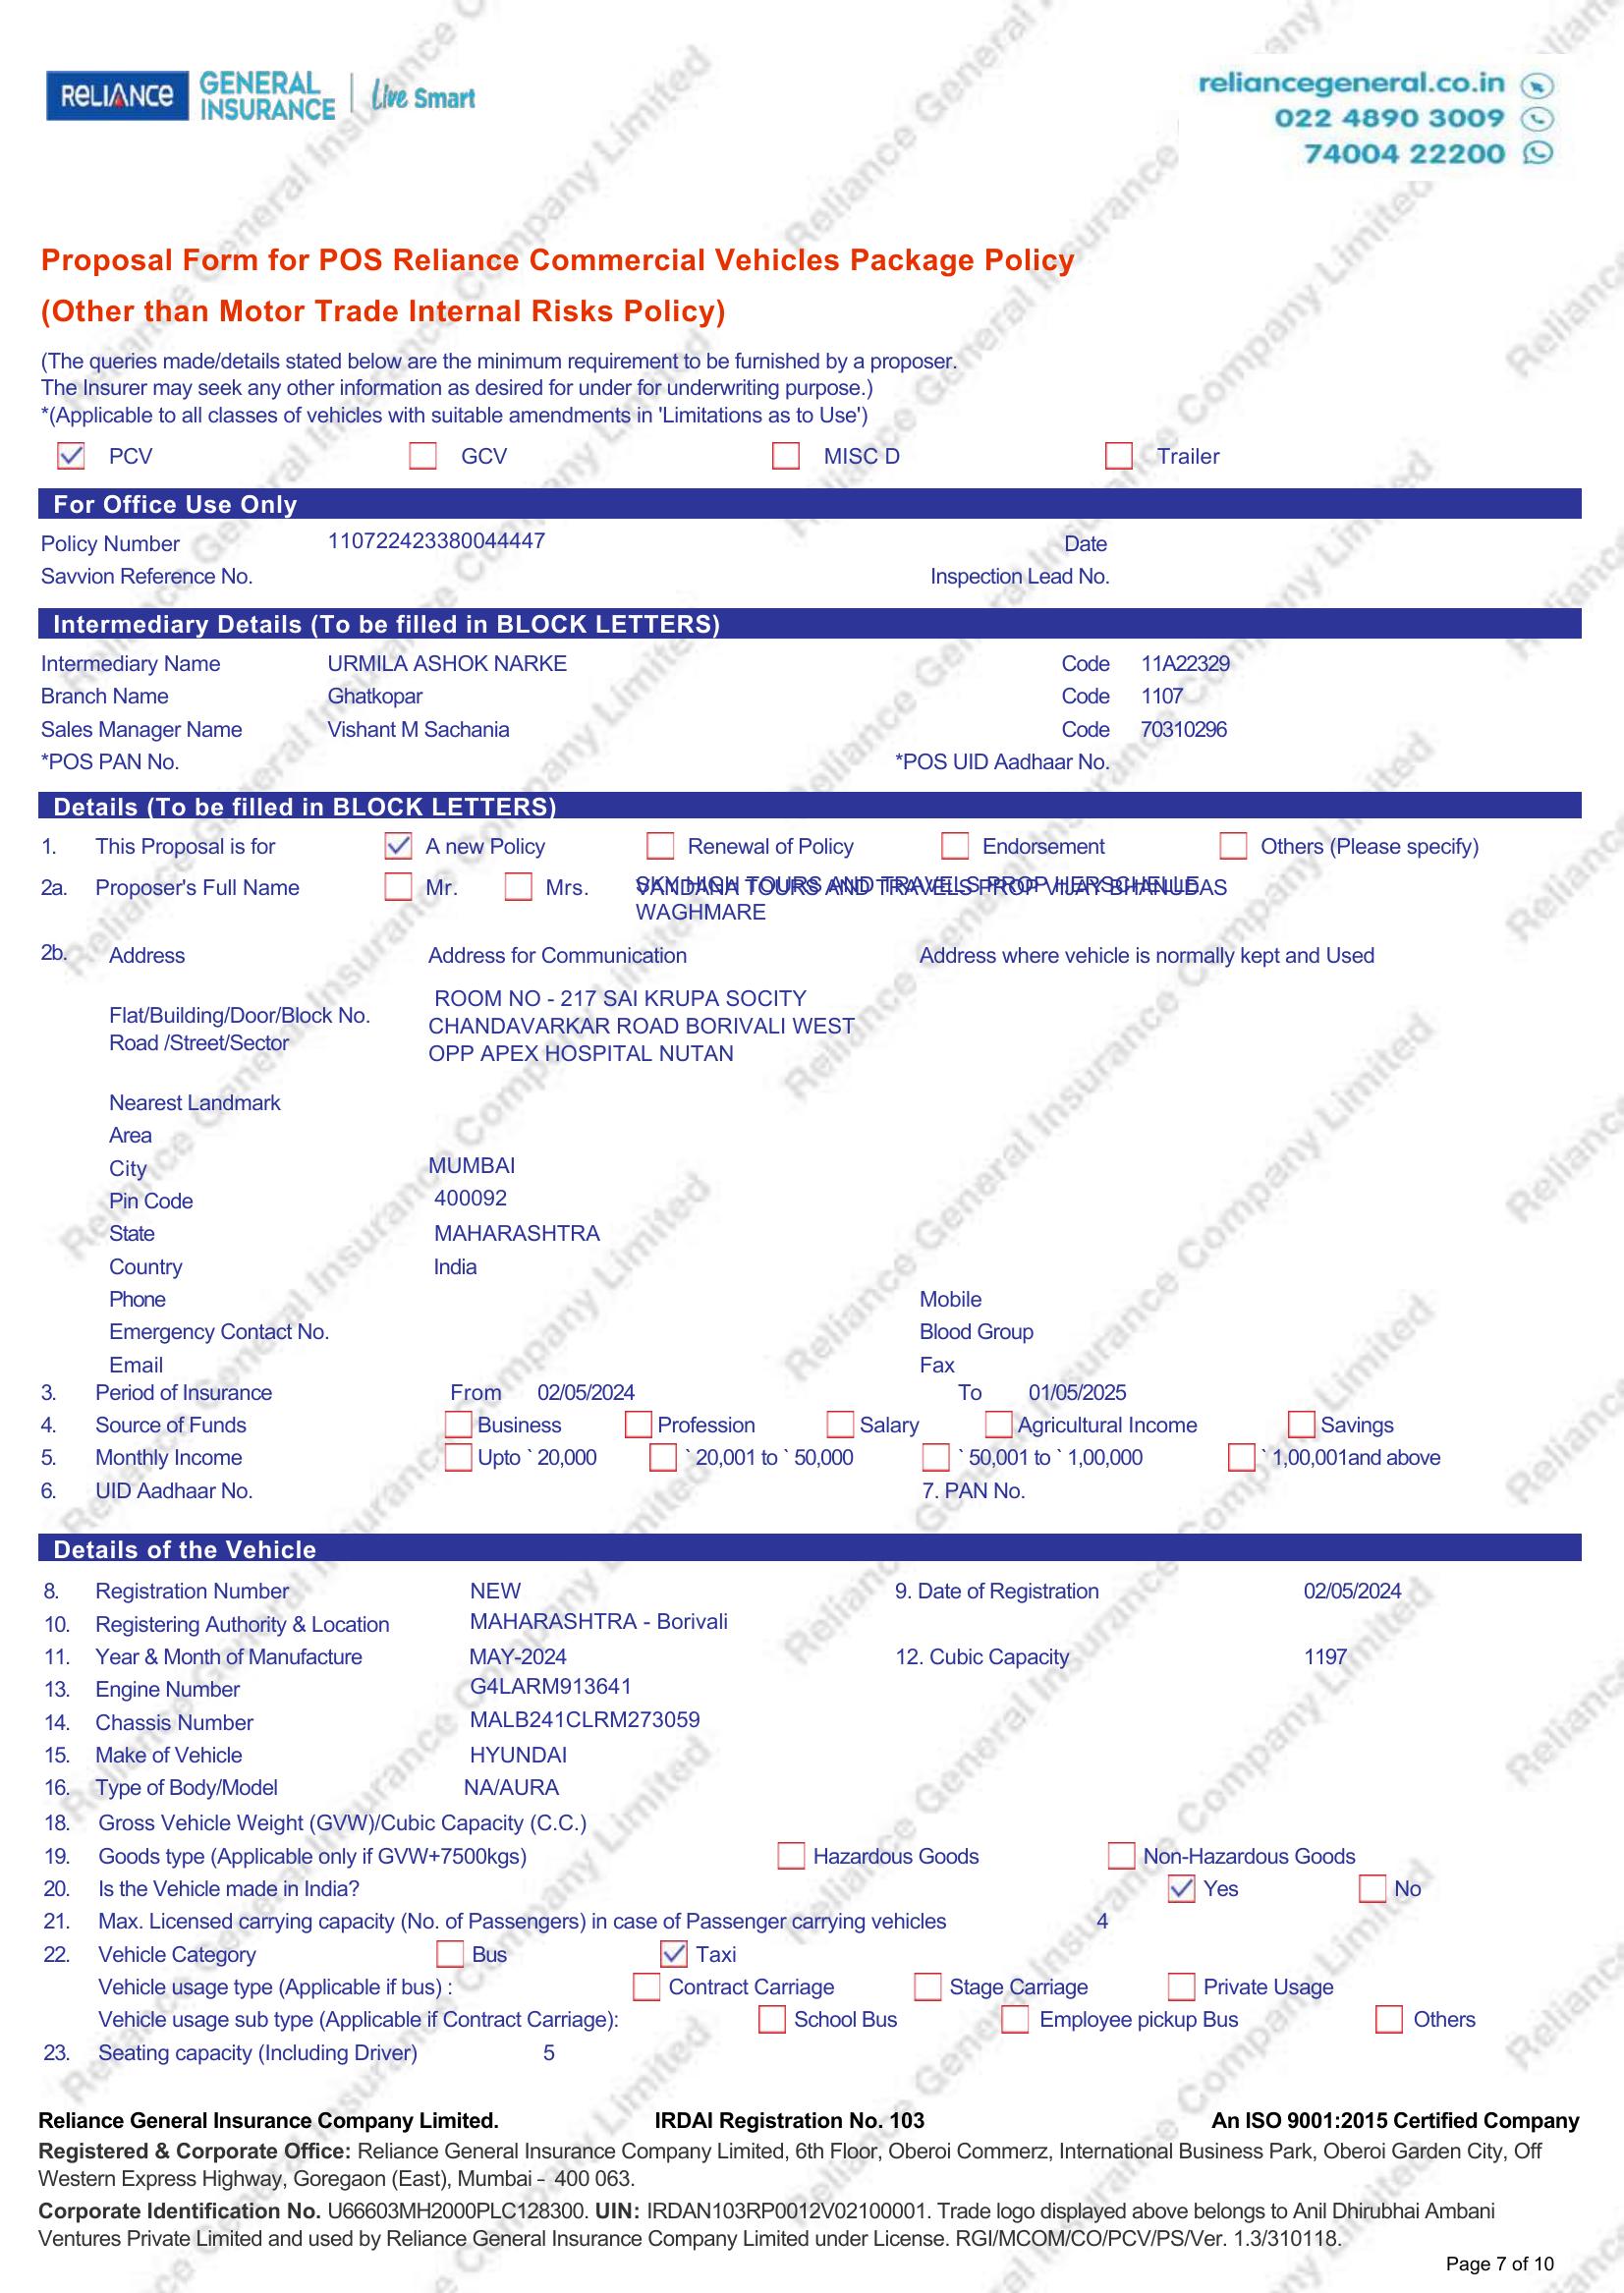 RELIANCE GENERAL INSURANCE Live Smart
reliancegeneral.co.in
022 4890 3009
74004 22200
Proposal Form for POS Reliance Commercial Vehicles Package Policy
(Other than Motor Trade Internal Risks Policy)
(The queries made/details stated below are the minimum requirement to be furnished by a proposer.
The Insurer may seek any other information as desired for under for underwriting purpose.)
*(Applicable to all classes of vehicles with suitable amendments in 'Limitations as to Use')
PCV GCV MISC D Trailer
For Office Use Only
Policy Number 110722423380044447 Date
Savvion Reference No. Inspection Lead No.
Intermediary Details (To be filled in BLOCK LETTERS)
Intermediary Name URMILA ASHOK NARKE Code 11A22329
Branch Name Ghatkopar Code 1107
Sales Manager Name Vishant M Sachania Code 70310296
*POS PAN No. *POS UID Aadhaar No.
Details (To be filled in BLOCK LETTERS)
1. This Proposal is for A new Policy Renewal of Policy Endorsement Others (Please specify)
2a. Proposer's Full Name Mr. Mrs. TOURS AND TRAVELS PROP
WAGHMARE
2b. Address Address for Communication Address where vehicle is normally kept and Used
ROOM NO - 217 SAI KRUPA SOCITY
Flat/Building/Door/Block No. CHANDAVARKAR ROAD BORIVALI WEST
Road /Street/Sector OPP APEX HOSPITAL NUTAN
Nearest Landmark
Area
City MUMBAI
Pin Code 400092
State MAHARASHTRA
Country India
Phone Mobile
Emergency Contact No. Blood Group
Email Fax
3. Period of Insurance From 02/05/2024 To 01/05/2025
4. Source of Funds Business Profession Salary Agricultural Income Savings
5. Monthly Income Upto ` 20,000 ` 20,001 to ` 50,000 ` 50,001 to ` 1,00,000 ` 1,00,001and above
6. UID Aadhaar No. 7. PAN No.
Details of the Vehicle
8. Registration Number NEW 9. Date of Registration 02/05/2024
10. Registering Authority & Location MAHARASHTRA - Borivali
11. Year & Month of Manufacture MAY-2024 12. Cubic Capacity 1197
13. Engine Number G4LARM913641
14. Chassis Number MALB241CLRM273059
15. Make of Vehicle HYUNDAI
16. Type of Body/Model NA/AURA
18. Gross Vehicle Weight (GVW)/Cubic Capacity (C.C.)
19. Goods type (Applicable only if GVW+7500kgs) Hazardous Goods Non-Hazardous Goods
20. Is the Vehicle made in India? Yes No
21. Max. Licensed carrying capacity (No. of Passengers) in case of Passenger carrying vehicles 4
22. Vehicle Category Bus Taxi
Vehicle usage type (Applicable if bus) : Contract Carriage Stage Carriage Private Usage
Vehicle usage sub type (Applicable if Contract Carriage): School Bus Employee pickup Bus Others
23. Seating capacity (Including Driver) 5
Reliance General Insurance Company Limited. IRDAI Registration No. 103 An ISO 9001:2015 Certified Company
Registered & Corporate Office: Reliance General Insurance Company Limited, 6th Floor, Oberoi Commerz, International Business Park, Oberoi Garden City, Off
Western Express Highway, Goregaon (East), Mumbai - 400 063.
Corporate Identification No. U66603MH2000PLC128300. UIN: IRDAN103RP0012V02100001. Trade logo displayed above belongs to Anil Dhirubhai Ambani
Ventures Private Limited and used by Reliance General Insurance Company Limited under License. RGI/MCOM/CO/PCV/PS/Ver. 1.3/310118.
Page 7 of 10